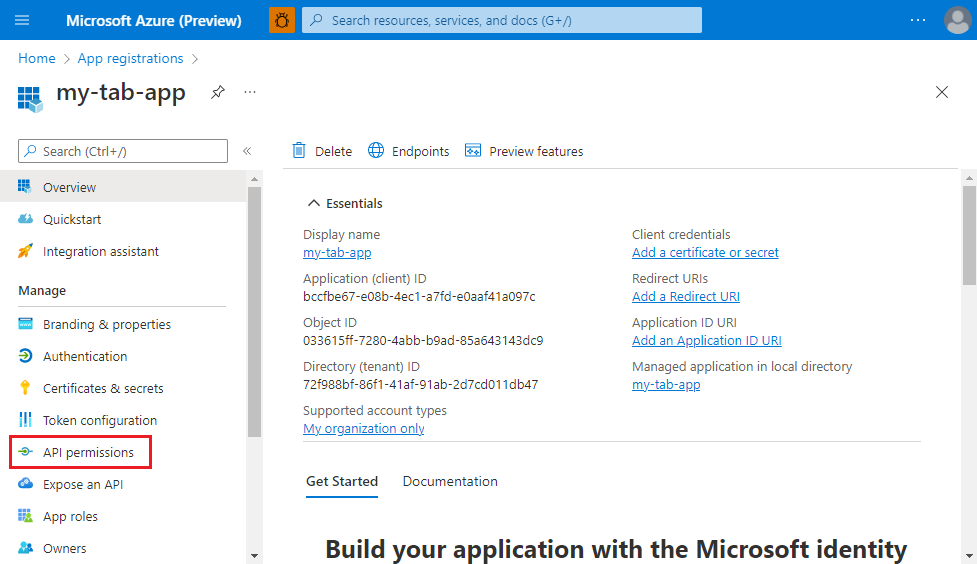 Microsoft Azure (Preview)
Search resources, services, and docs (G+/)
Home > App registrations >
my-tab-app
Search (Ctrl+/)
Overview
Quickstart
Integration assistant
Manage
Branding & properties
Authentication
Certificates & secrets
Token configuration
API permissions
Expose an API
App roles
Owners
Delete
Endpoints
Preview features
Essentials
Display name
my-tab-app
Application (client) ID
bccfbe67-e08b-4ec1-a7fd-e0aaf41a097c
Object ID
033615ff-7280-4abb-b9ad-85a643143dc9
Directory (tenant) ID
72f988bf-86f1-41af-91ab-2d7cd011db47
Supported account types
My organization only
Client credentials
Add a certificate or secret
Redirect URIs
Add a Redirect URI
Application ID URI
Add an Application ID URI
Managed application in local directory
my-tab-app
Get Started
Documentation
Build your application with the Microsoft identity